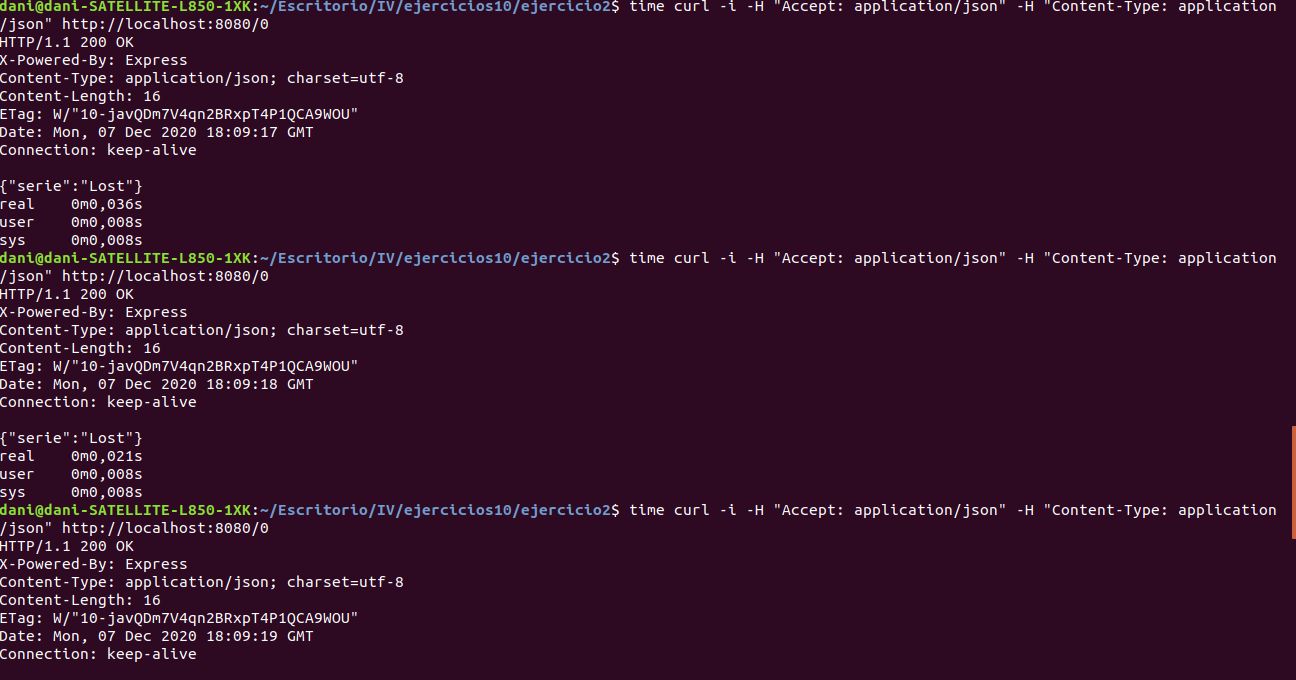 dani@dani-SATELLITE-L850-1XK:~/Escritorio/IV/ejercicios10/ejercicio2$ time curl -i -H "Accept: application/json" -H "Content-Type: application
/json" http://localhost:8080/0
HTTP/1.1 200 OK
X-Powered-By: Express
Content-Type: application/json; charset=utf-8
Content-Length: 16
ETag: W/"10-javQDm7V4qn2BRxpT4P1QCA9WOU"
Date: Mon, 07 Dec 2020 18:09:17 GMT
Connection: keep-alive

{"serie":"Lost"}
real    0m0,036s
user    0m0,008s
sys     0m0,008s
dani@dani-SATELLITE-L850-1XK:~/Escritorio/IV/ejercicios10/ejercicio2$ time curl -i -H "Accept: application/json" -H "Content-Type: application
/json" http://localhost:8080/0
HTTP/1.1 200 OK
X-Powered-By: Express
Content-Type: application/json; charset=utf-8
Content-Length: 16
ETag: W/"10-javQDm7V4qn2BRxpT4P1QCA9WOU"
Date: Mon, 07 Dec 2020 18:09:18 GMT
Connection: keep-alive

{"serie":"Lost"}
real    0m0,021s
user    0m0,008s
sys     0m0,008s
dani@dani-SATELLITE-L850-1XK:~/Escritorio/IV/ejercicios10/ejercicio2$ time curl -i -H "Accept: application/json" -H "Content-Type: application
/json" http://localhost:8080/0
HTTP/1.1 200 OK
X-Powered-By: Express
Content-Type: application/json; charset=utf-8
Content-Length: 16
ETag: W/"10-javQDm7V4qn2BRxpT4P1QCA9WOU"
Date: Mon, 07 Dec 2020 18:09:19 GMT
Connection: keep-alive